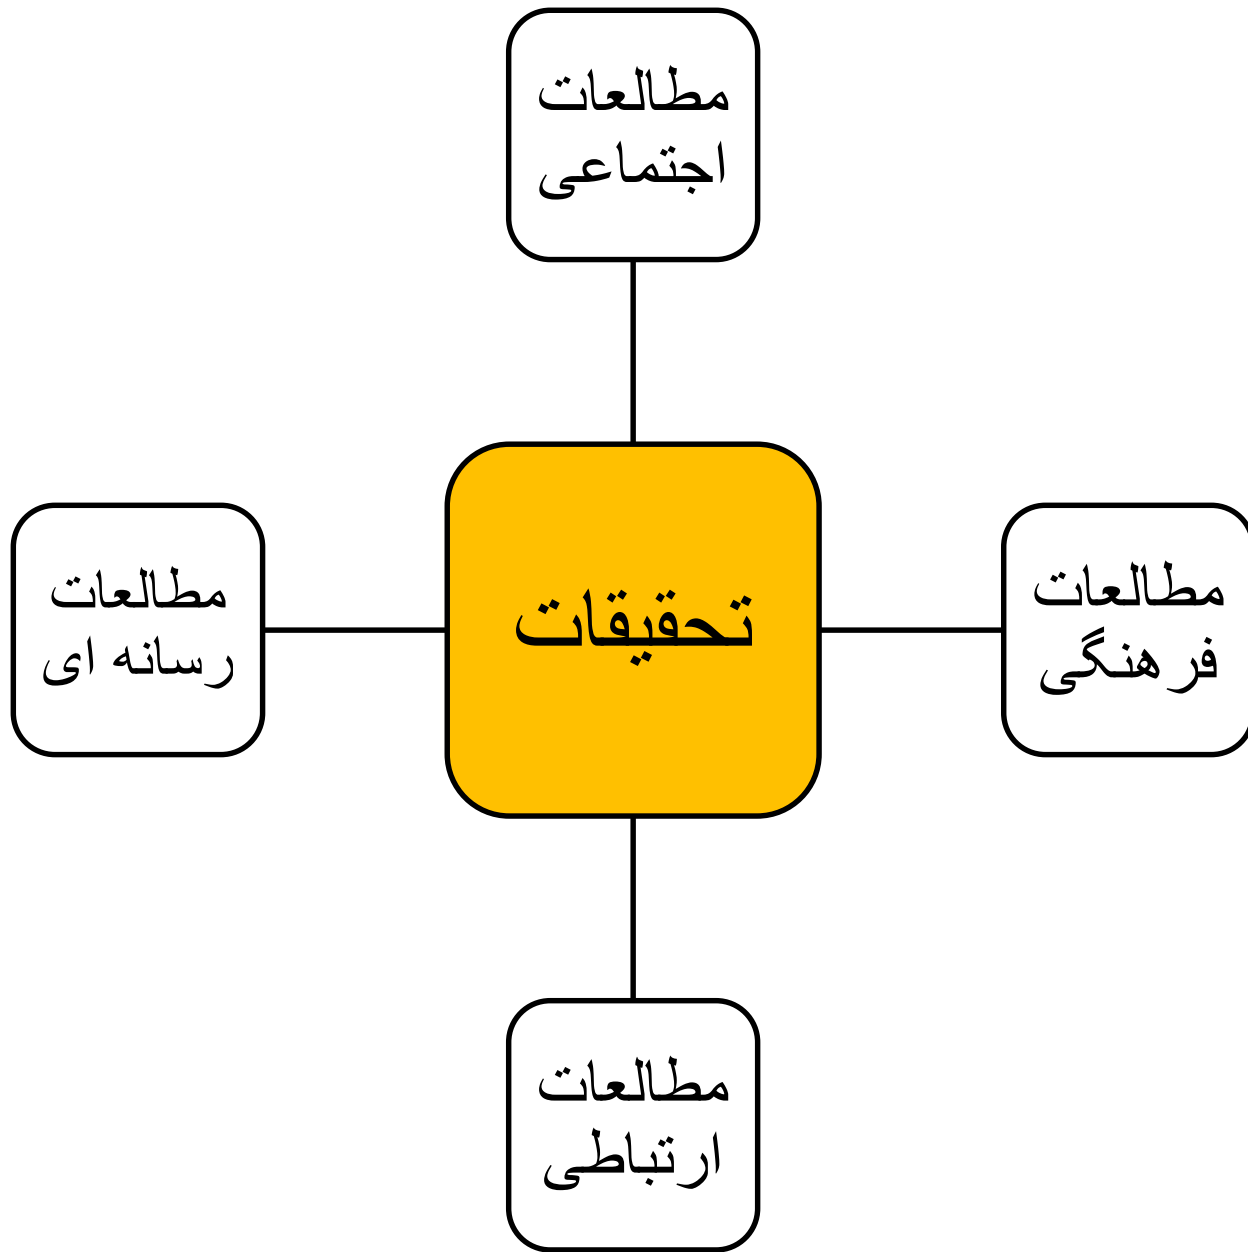 مطالعات
اجتماعی
مطالعات
فرهنگی
تحقیقات
مطالعات
رسانه ای
مطالعات
ارتباطی